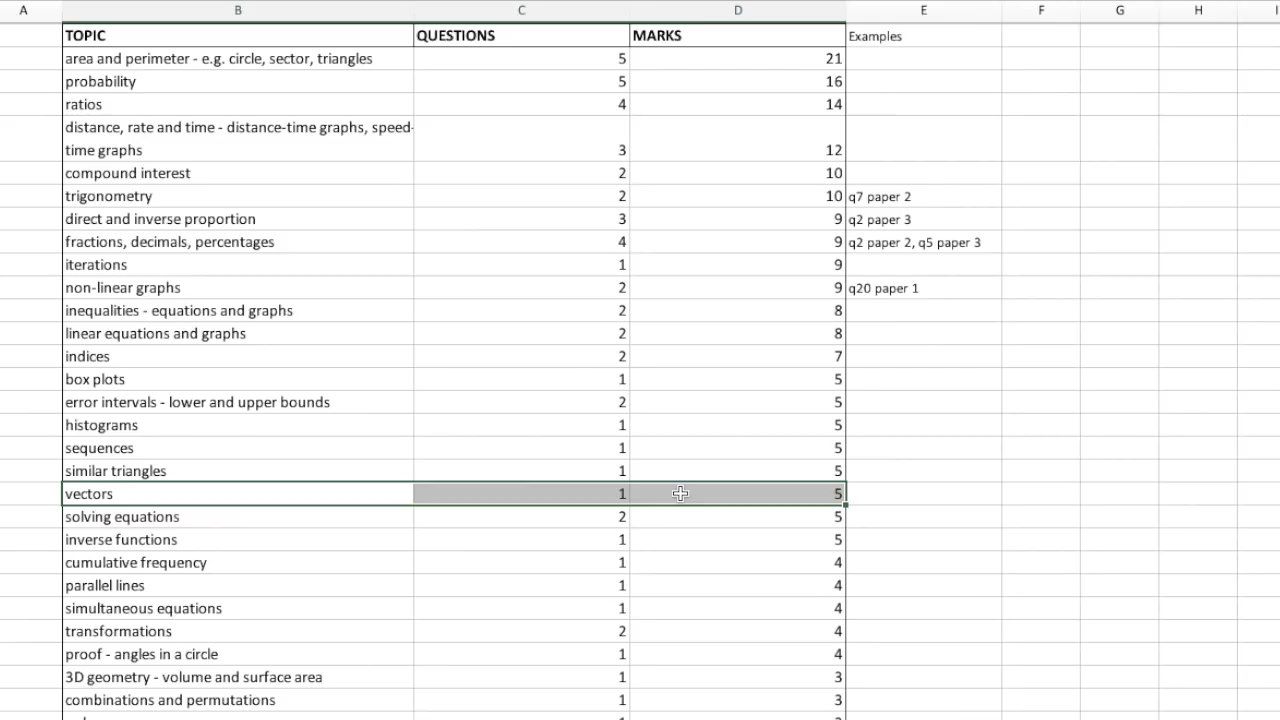 A B C D E F G H I
TOPIC QUESTIONS MARKS Examples
area and perimeter - e.g. circle, sector, triangles 5 21
probability 5 16
ratios 4 14
distance, rate and time - distance-time graphs, speed-
time graphs 3 12
compound interest 2 10
trigonometry 2 10 q7 paper 2
direct and inverse proportion 3 9 q2 paper 3
fractions, decimals, percentages 4 9 q2 paper 2, q5 paper 3
iterations 1 9
non-linear graphs 2 9 q20 paper 1
inequalities - equations and graphs 2 8
linear equations and graphs 2 8
indices 2 7
box plots 1 5
error intervals - lower and upper bounds 2 5
histograms 1 5
sequences 1 5
similar triangles 1 5
vectors 1 5
solving equations 2 5
inverse functions 1 5
cumulative frequency 1 4
parallel lines 1 4
simultaneous equations 1 4
transformations 2 4
proof - angles in a circle 1 4
3D geometry - volume and surface area 1 3
combinations and permutations 1 3